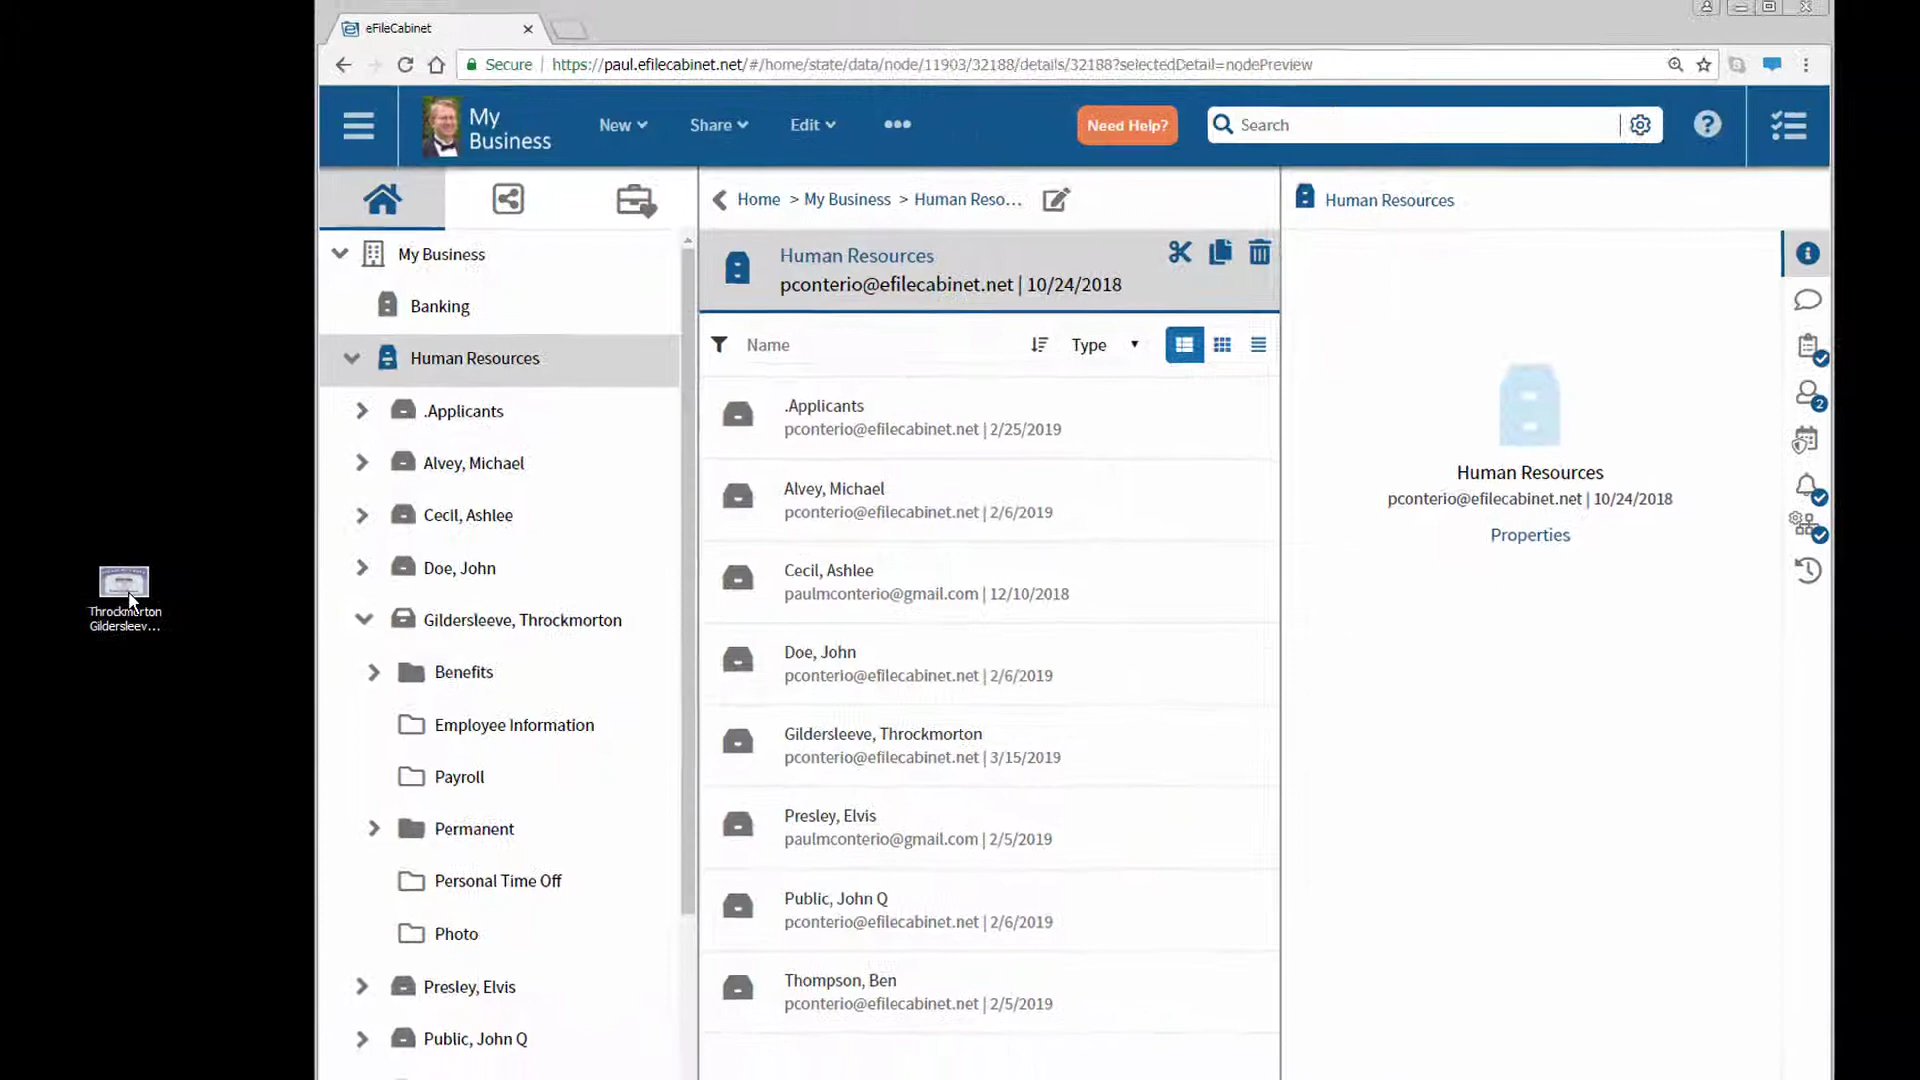 eFileCabinet
Secure | https://paul.efilecabinet.net/#/home/state/data/node/11903/32188/details/32188?selectedDetail=nodePreview
My Business
New
Share
Edit
Need Help?
Search
Home > My Business > Human Reso...
Human Resources
My Business
Banking
Human Resources
.Applicants
Alvey, Michael
Cecil, Ashlee
Doe, John
Gildersleeve, Throckmorton
Benefits
Employee Information
Payroll
Permanent
Personal Time Off
Photo
Presley, Elvis
Public, John Q
Human Resources
pconterio@efilecabinet.net | 10/24/2018
Name
Type
.Applicants
pconterio@efilecabinet.net | 2/25/2019
Alvey, Michael
pconterio@efilecabinet.net | 2/6/2019
Cecil, Ashlee
paulmconterio@gmail.com | 12/10/2018
Doe, John
pconterio@efilecabinet.net | 2/6/2019
Gildersleeve, Throckmorton
pconterio@efilecabinet.net | 3/15/2019
Presley, Elvis
paulmconterio@gmail.com | 2/5/2019
Public, John Q
pconterio@efilecabinet.net | 2/6/2019
Thompson, Ben
pconterio@efilecabinet.net | 2/5/2019
Human Resources
pconterio@efilecabinet.net | 10/24/2018
Properties
2
Throckmorton
Gildersleev...